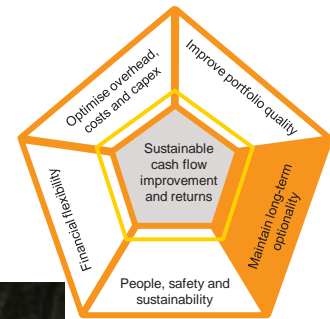 Optimise overhead,
costs and capex
Improve portfolio quality
Sustainable
cash flow
improvement
and returns
Financial flexibility
Maintain long-term
optionality
People, safety and
sustainability